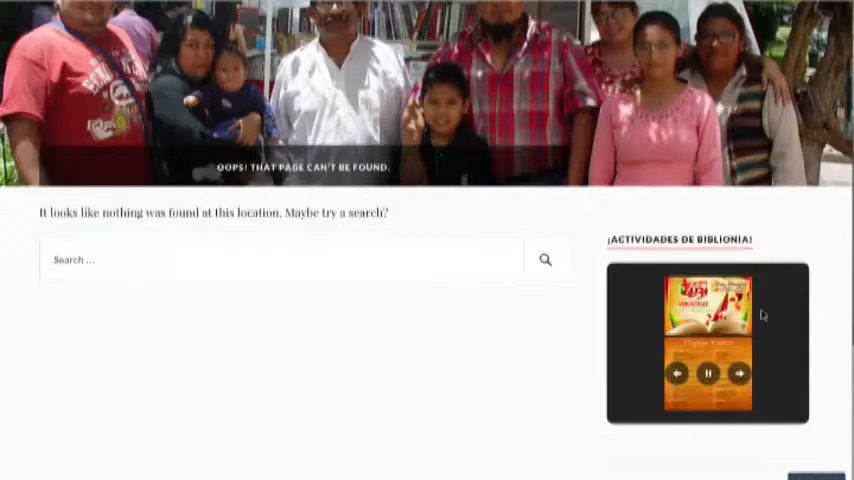 OOPS! THAT PAGE CAN'T BE FOUND.
It looks like nothing was found at this location. Maybe try a search?
Search ...
¡ACTIVIDADES DE BIBLIONIA!